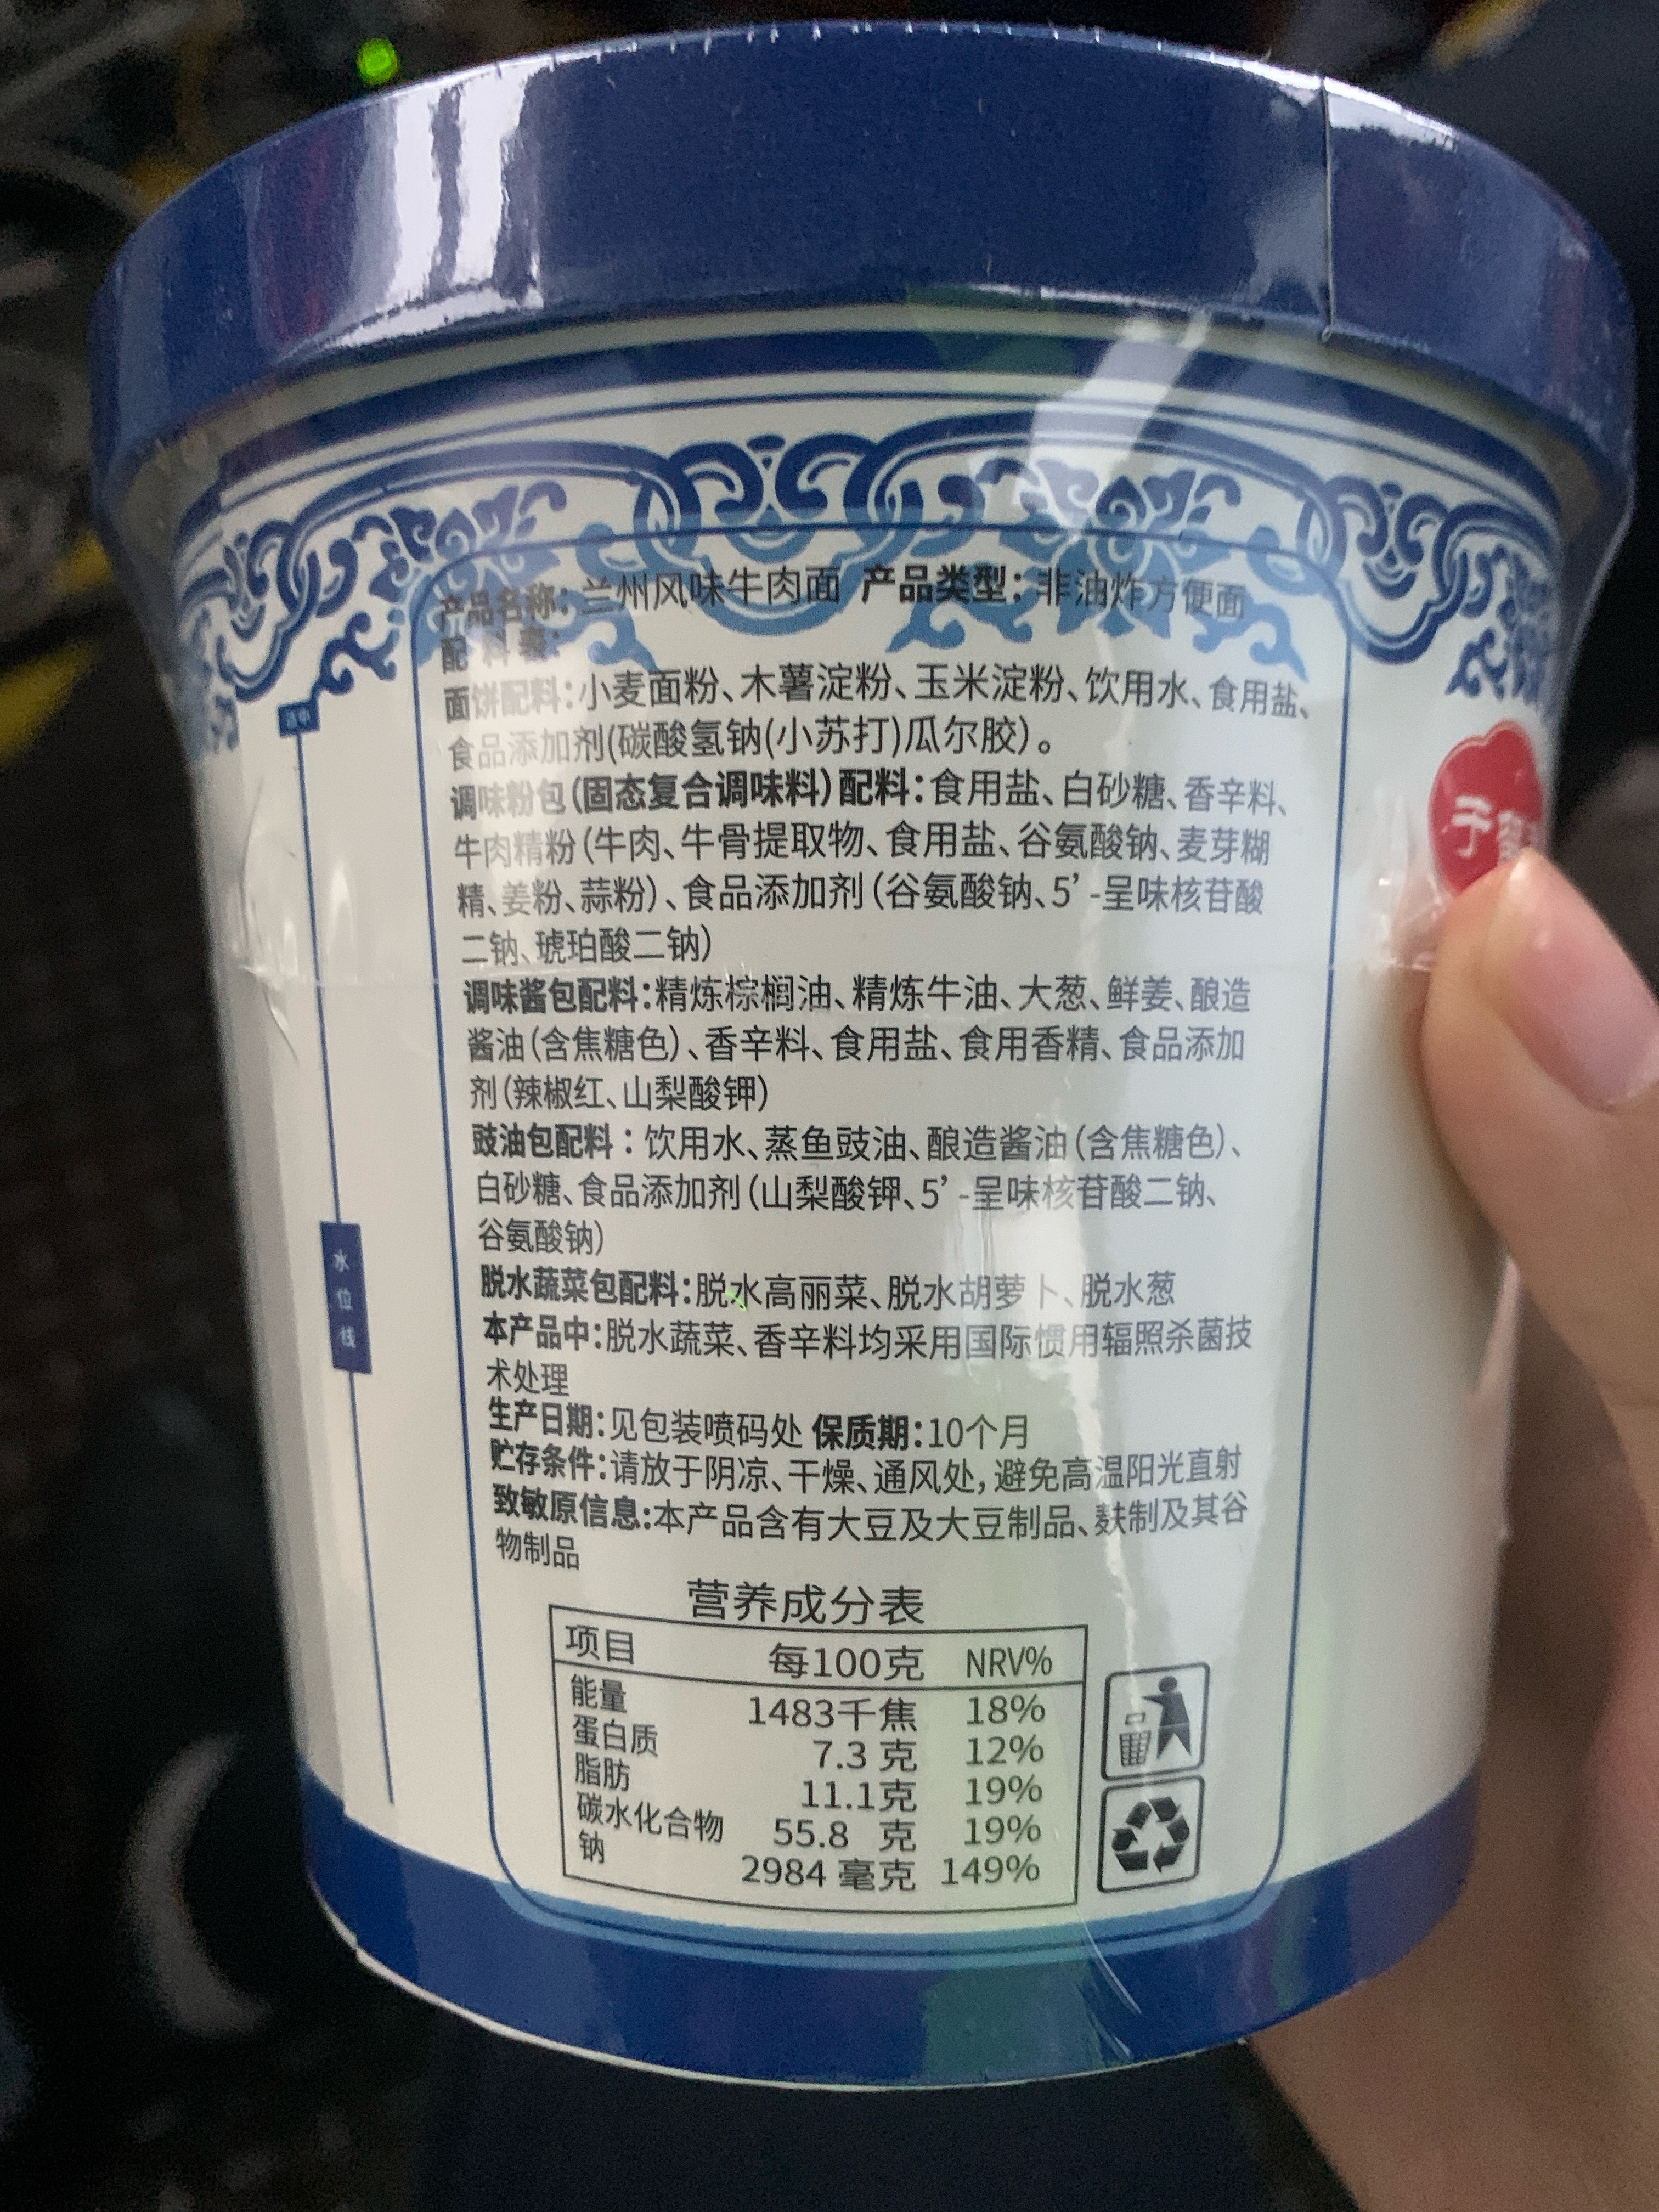 产品名称：兰州风味牛肉面 产品类型：非油炸方便面
配 料 表：
面饼配料：小麦面粉、木薯淀粉、玉米淀粉、饮用水、食用盐、
食品添加剂(碳酸氢钠(小苏打)瓜尔胶)。
调味粉包(固态复合调味料)配料：食用盐、白砂糖、香辛料、
牛肉精粉(牛肉、牛骨提取物、食用盐、谷氨酸钠、麦芽糊
精、姜粉、蒜粉)、食品添加剂(谷氨酸钠、5’-呈味核苷酸
二钠、琥珀酸二钠)
调味酱包配料：精炼棕榈油、精炼牛油、大葱、鲜姜、酿造
酱油(含焦糖色)、香辛料、食用盐、食用香精、食品添加
剂(辣椒红、山梨酸钾)
豉油包配料：饮用水、蒸鱼豉油、酿造酱油(含焦糖色)、
白砂糖、食品添加剂(山梨酸钾、5’-呈味核苷酸二钠、
谷氨酸钠)
脱水蔬菜包配料：脱水高丽菜、脱水胡萝卜、脱水葱
本产品中：脱水蔬菜、香辛料均采用国际惯用辐照杀菌技
术处理
生产日期：见包装喷码处 保质期：10个月
贮存条件：请放于阴凉、干燥、通风处，避免高温阳光直射
致敏原信息：本产品含有大豆及大豆制品、麸制及其谷
物制品
营养成分表
项目 每100克 NRV%
能量 1483千焦 18%
蛋白质 7.3 克 12%
脂肪 11.1克 19%
碳水化合物 55.8 克 19%
钠 2984 毫克 149%
水位线